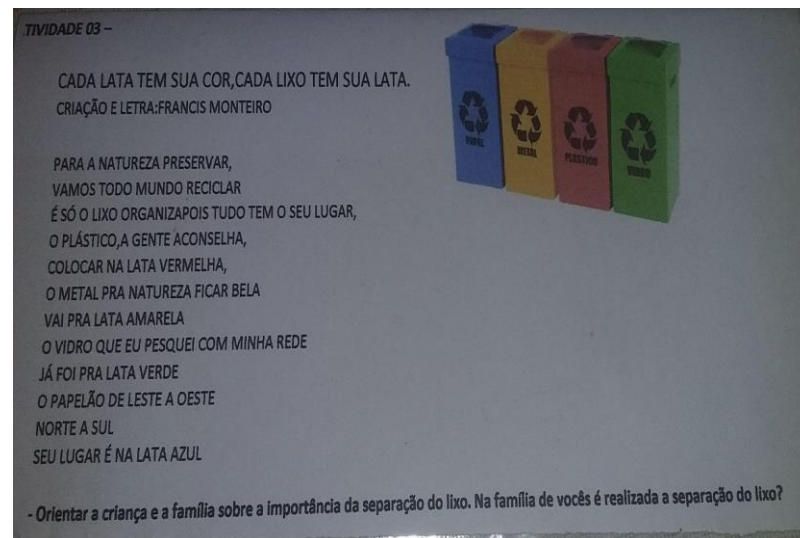 TIVIDADE 03 –
CADA LATA TEM SUA COR,CADA LIXO TEM SUA LATA.
CRIAÇÃO E LETRA:FRANCIS MONTEIRO
PARA A NATUREZA PRESERVAR,
VAMOS TODO MUNDO RECICLAR
É SÓ O LIXO ORGANIZAPOIS TUDO TEM O SEU LUGAR,
O PLÁSTICO,A GENTE ACONSELHA,
COLOCAR NA LATA VERMELHA,
O METAL PRA NATUREZA FICAR BELA
VAI PRA LATA AMARELA
O VIDRO QUE EU PESQUEI COM MINHA REDE
JÁ FOI PRA LATA VERDE
O PAPELÃO DE LESTE A OESTE
NORTE A SUL
SEU LUGAR É NA LATA AZUL
- Orientar a criança e a família sobre a importância da separação do lixo. Na família de vocês é realizada a separação do lixo?
PAPEL
METAL
PLÁSTICO
VIDRO